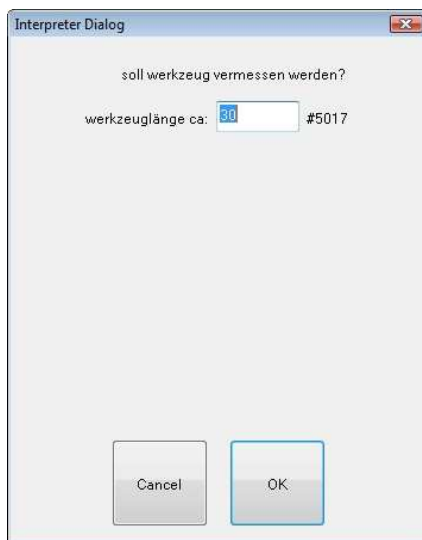 Interpreter Dialog
soll werkzeug vermessen werden?
werkzeuglänge ca: 30 #5017
Cancel OK